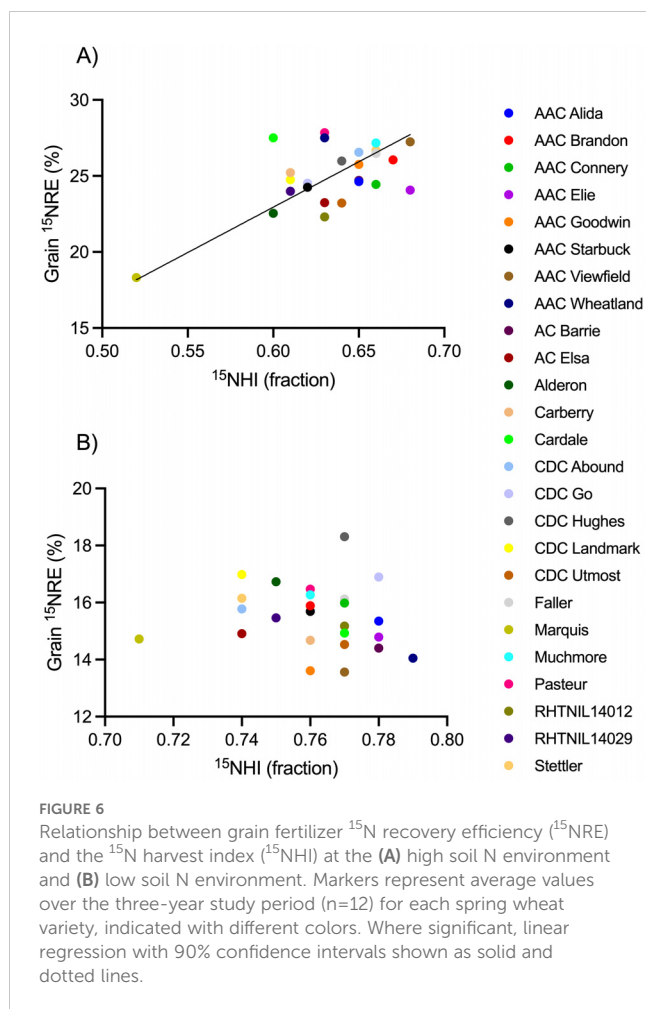 A)
30
25
20
15
Grain ¹⁵NRE (%)
0.50 0.55 0.60 0.65 0.70
¹⁵NHI (fraction)
B)
20
18
16
14
12
Grain ¹⁵NRE (%)
0.70 0.72 0.74 0.76 0.78 0.80
¹⁵NHI (fraction)
AAC Alida
AAC Brandon
AAC Connery
AAC Elie
AAC Goodwin
AAC Starbuck
AAC Viewfield
AAC Wheatland
AC Barrie
AC Elsa
Alderon
Carberry
Cardale
CDC Abound
CDC Go
CDC Hughes
CDC Landmark
CDC Utmost
Faller
Marquis
Muchmore
Pasteur
RHTNIL14012
RHTNIL14029
Stettler
FIGURE 6
Relationship between grain fertilizer ¹⁵N recovery efficiency (¹⁵NRE)
and the ¹⁵N harvest index (¹⁵NHI) at the (A) high soil N environment
and (B) low soil N environment. Markers represent average values
over the three-year study period (n=12) for each spring wheat
variety, indicated with different colors. Where significant, linear
regression with 90% confidence intervals shown as solid and
dotted lines.